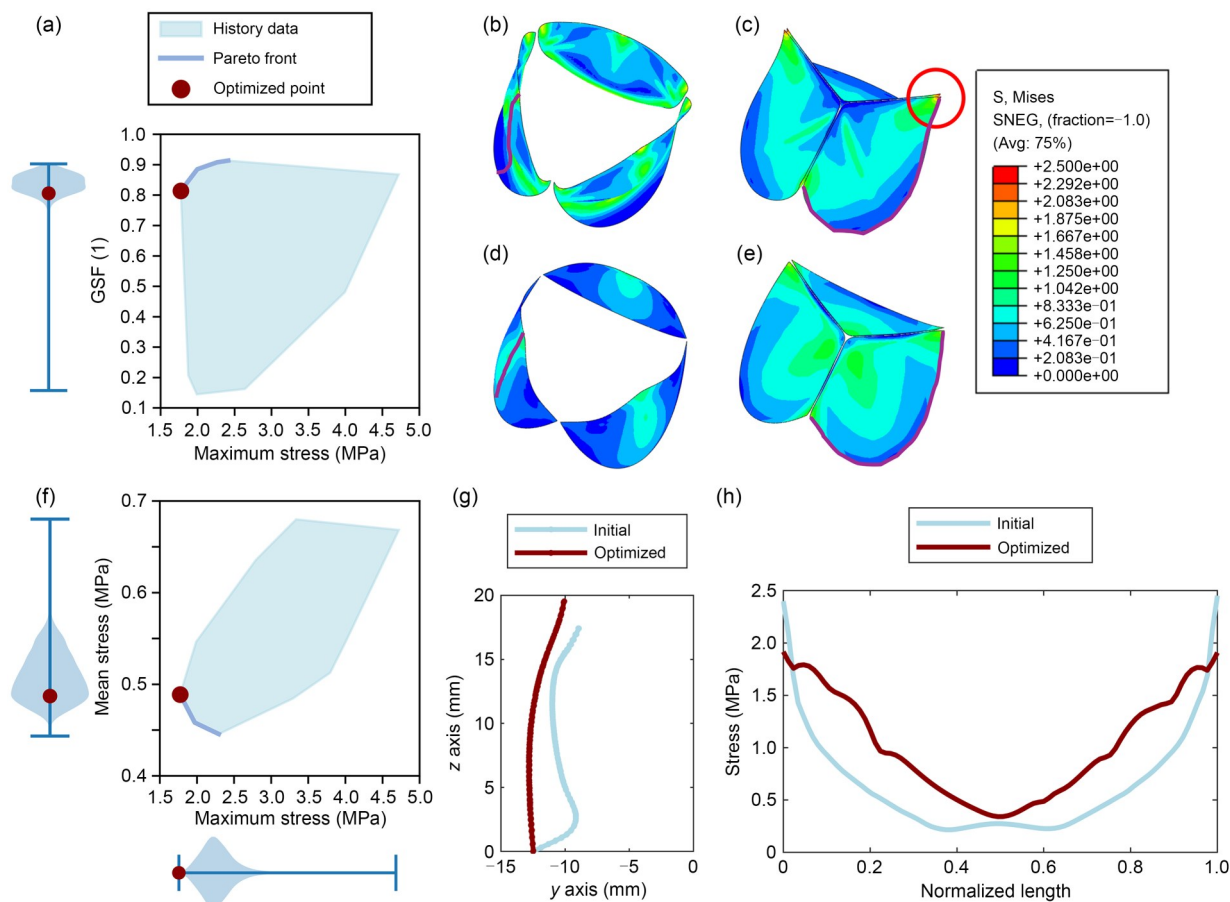 (a)
History data
Pareto front
Optimized point
GSF (1)
1.0
0.9
0.8
0.7
0.6
0.5
0.4
0.3
0.2
0.1
1.5 2.0 2.5 3.0 3.5 4.0 4.5 5.0
Maximum stress (MPa)
(b)
(c)
(d)
(e)
S, Mises
SNEG, (fraction=−1.0)
(Avg: 75%)
+2.500e+00
+2.292e+00
+2.083e+00
+1.875e+00
+1.667e+00
+1.458e+00
+1.250e+00
+1.042e+00
+8.333e−01
+6.250e−01
+4.167e−01
+2.083e−01
+0.000e+00
(f)
Mean stress (MPa)
0.7
0.6
0.5
0.4
1.5 2.0 2.5 3.0 3.5 4.0 4.5 5.0
Maximum stress (MPa)
(g)
Initial
Optimized
z axis (mm)
20
15
10
5
0
−15 −10 −5 0
y axis (mm)
(h)
Initial
Optimized
Stress (MPa)
2.5
2.0
1.5
1.0
0.5
0
0 0.2 0.4 0.6 0.8 1.0
Normalized length